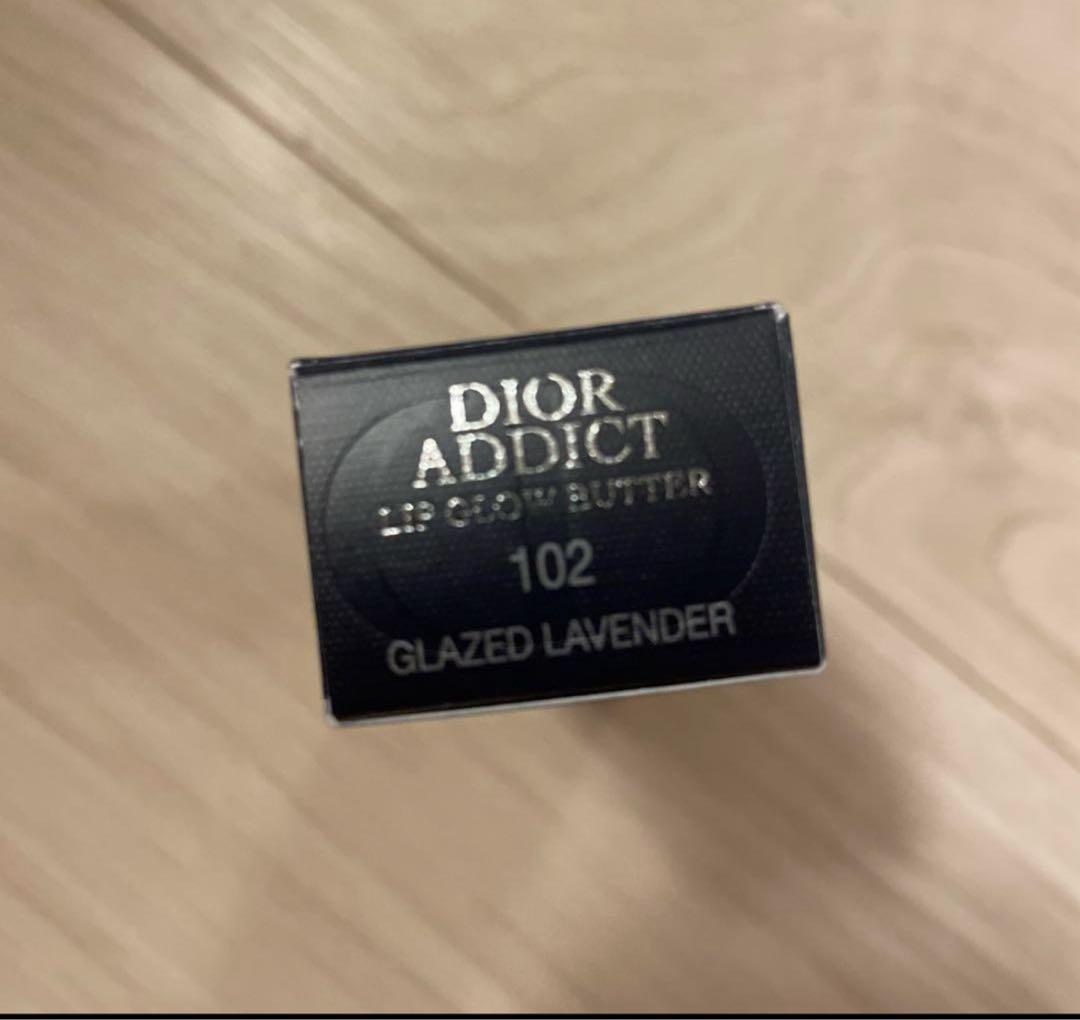 DIOR
ADDICT
LIP GLOW BUTTER
102
GLAZED LAVENDER